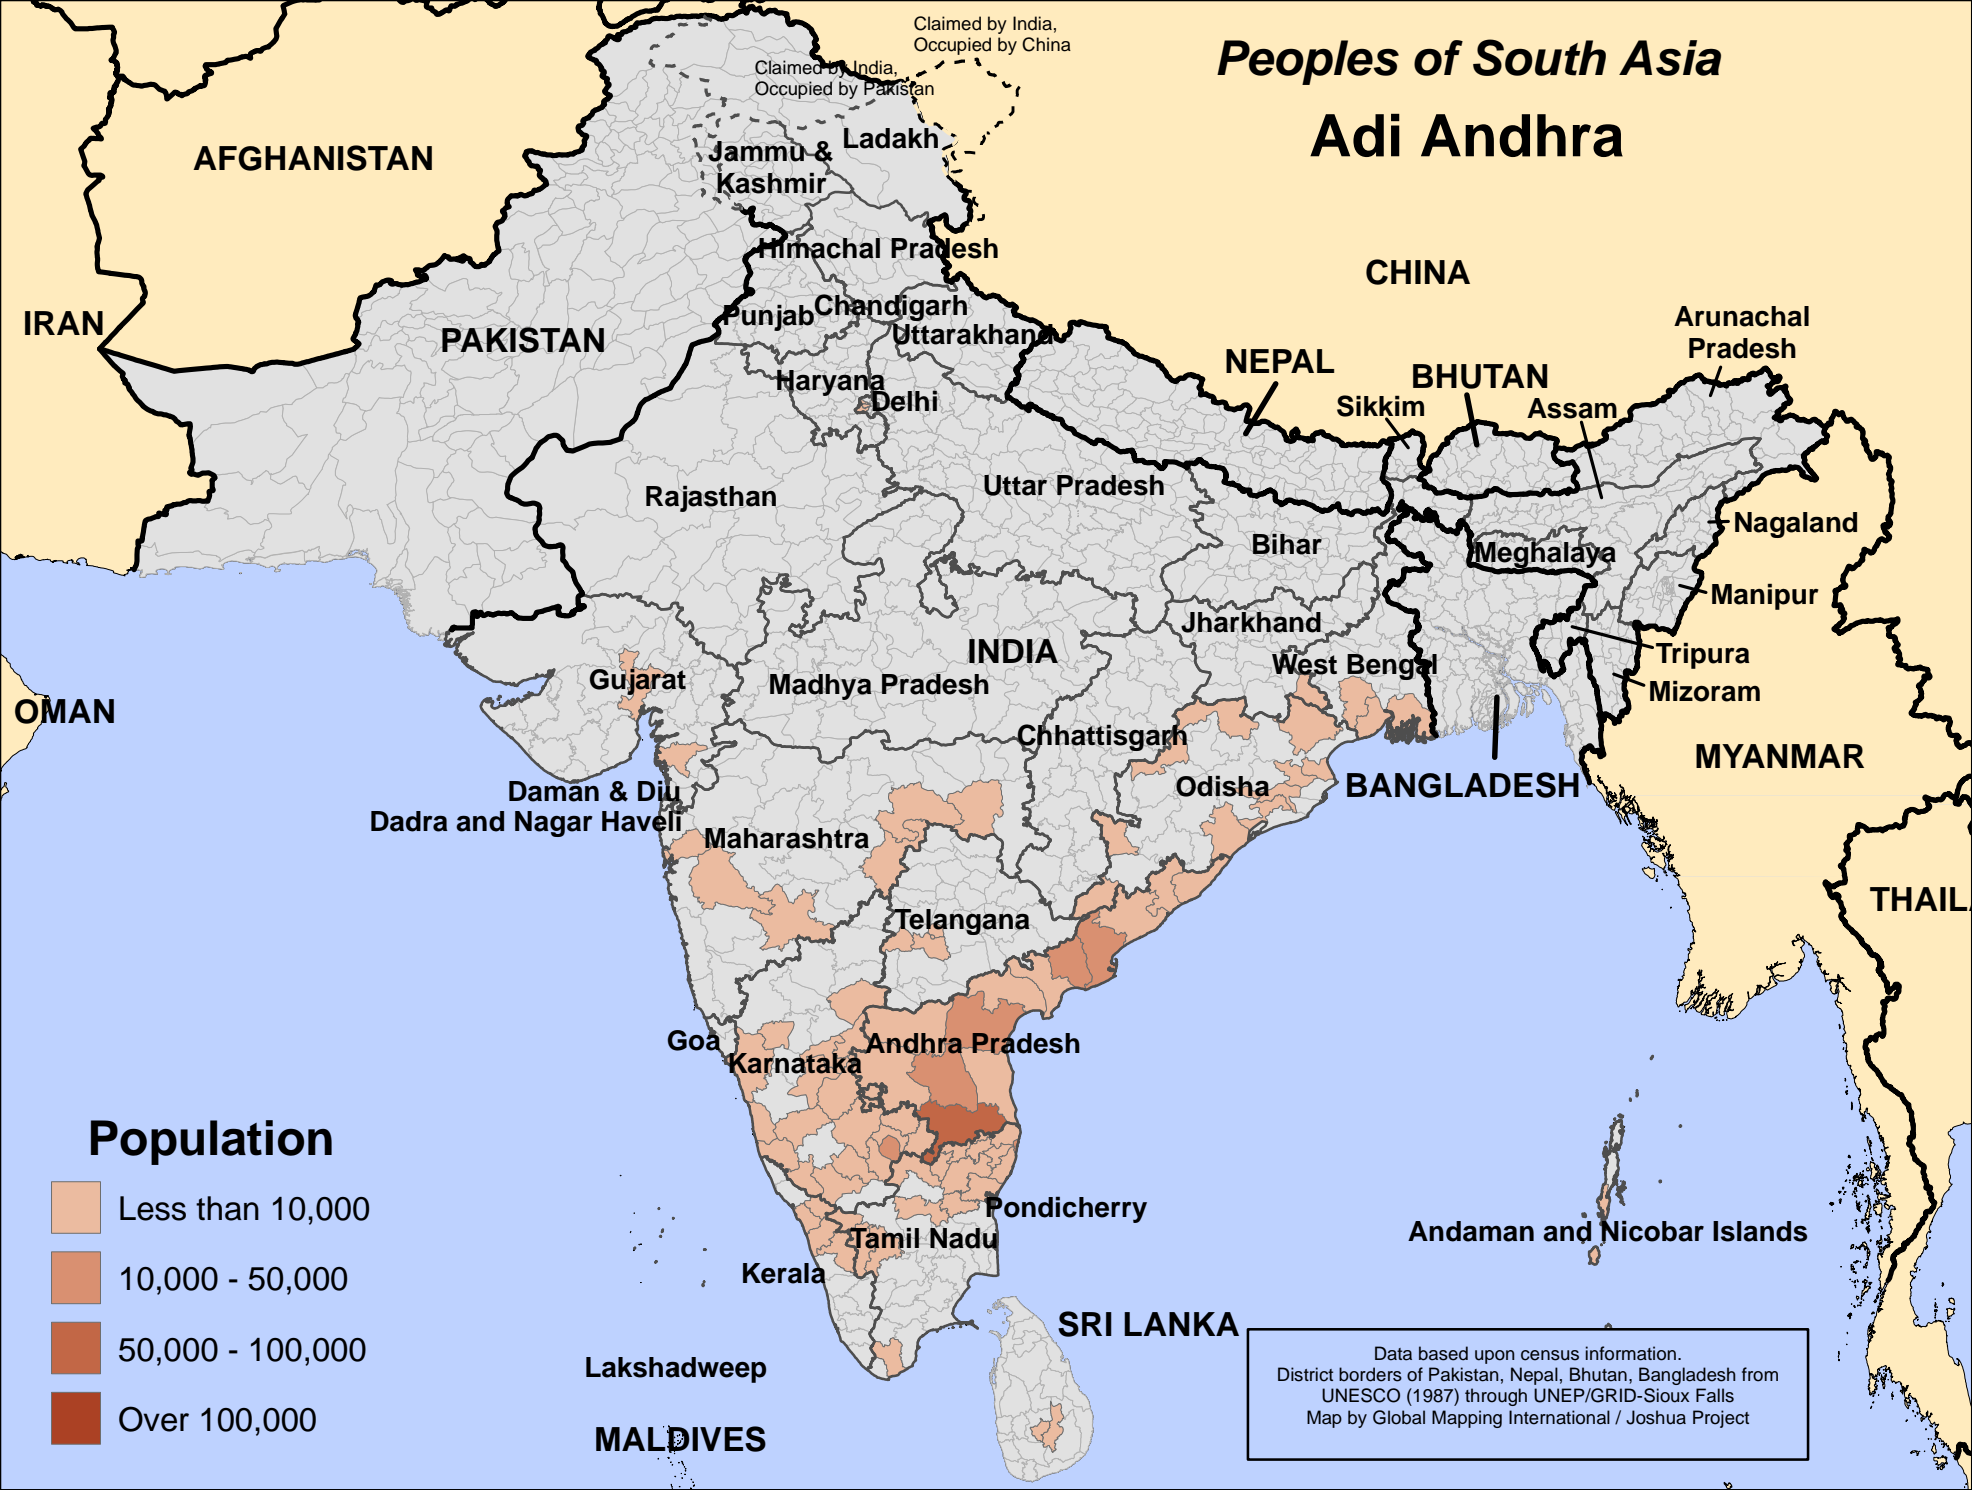 Claimed by India,
Occupied by China
Peoples of South Asia
Claimed by India,
Occupied by Pakistan
Adi Andhra
AFGHANISTAN
Jammu &
Kashmir
Ladakh
Himachal Pradesh
CHINA
IRAN
PAKISTAN
Punjab
Chandigarh
Uttarakhand
Arunachal
Pradesh
NEPAL
BHUTAN
Haryana
Delhi
Sikkim
Assam
Rajasthan
Uttar Pradesh
Bihar
Meghalaya
Nagaland
Manipur
Jharkhand
INDIA
Tripura
West Bengal
Gujarat
Madhya Pradesh
Mizoram
OMAN
Chhattisgarh
MYANMAR
Odisha
BANGLADESH
Daman & Diu
Dadra and Nagar Haveli
Maharashtra
THAILA
Telangana
Goa
Karnataka
Andhra Pradesh
Pondicherry
Andaman and Nicobar Islands
Tamil Nadu
Kerala
SRI LANKA
Lakshadweep
MALDIVES
Population
Less than 10,000
10,000 - 50,000
50,000 - 100,000
Over 100,000
Data based upon census information.
District borders of Pakistan, Nepal, Bhutan, Bangladesh from
UNESCO (1987) through UNEP/GRID-Sioux Falls
Map by Global Mapping International / Joshua Project